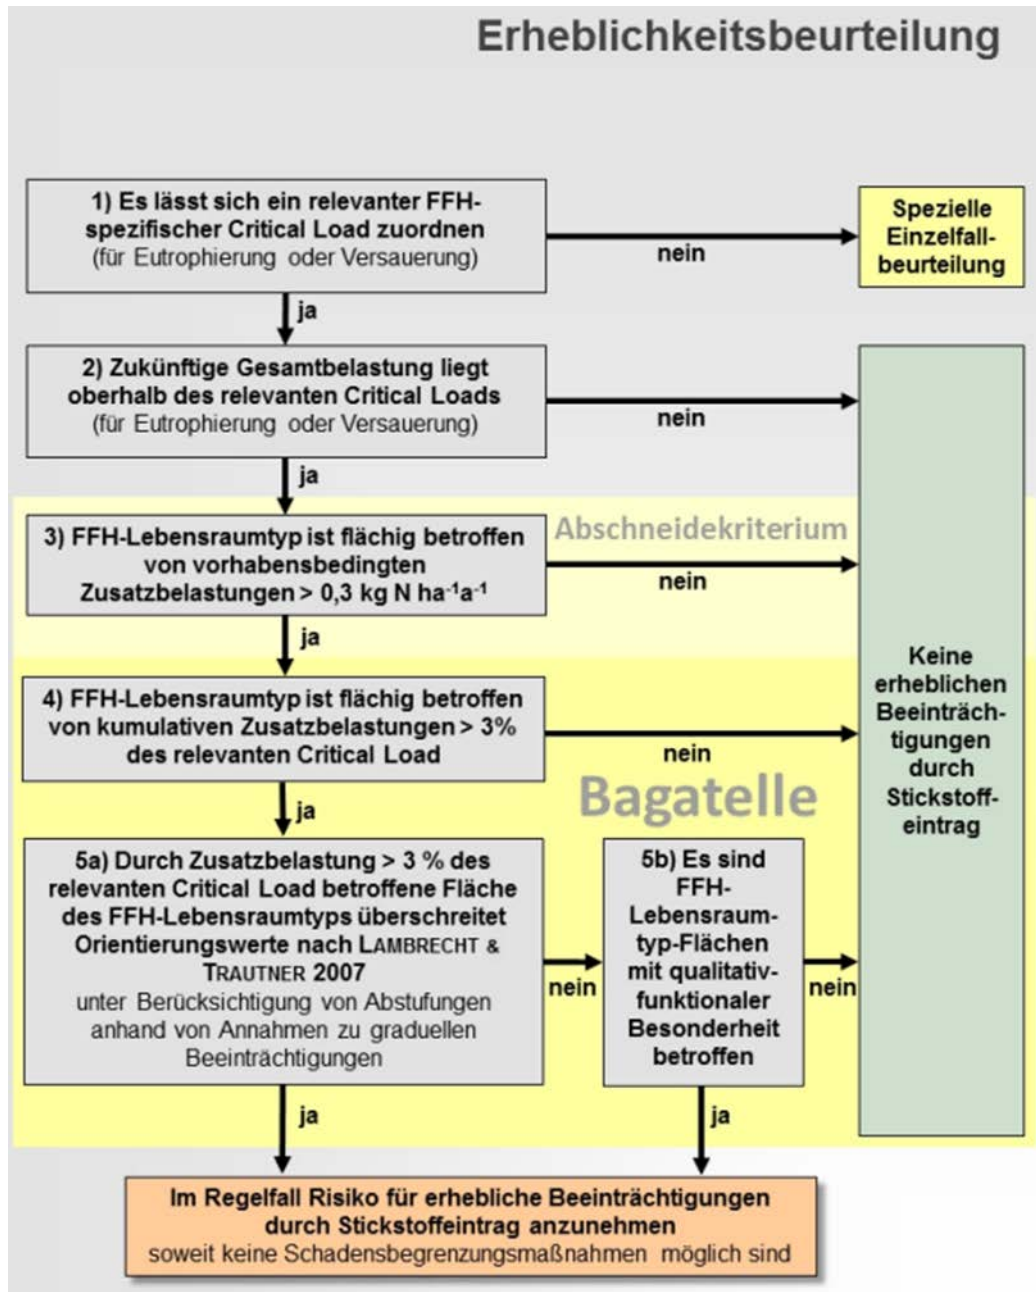 Erheblichkeitsbeurteilung
1) Es lässt sich ein relevanter FFH-
spezifischer Critical Load zuordnen
(für Eutrophierung oder Versauerung)
nein
Spezielle
Einzelfall-
beurteilung
ja
2) Zukünftige Gesamtbelastung liegt
oberhalb des relevanten Critical Loads
(für Eutrophierung oder Versauerung)
nein
ja
3) FFH-Lebensraumtyp ist flächig betroffen
von vorhabensbedingten
Zusatzbelastungen > 0,3 kg N ha⁻¹a⁻¹
Abschneidekriterium
nein
ja
4) FFH-Lebensraumtyp ist flächig betroffen
von kumulativen Zusatzbelastungen > 3%
des relevanten Critical Load
nein
Bagatelle
ja
5a) Durch Zusatzbelastung > 3 % des
relevanten Critical Load betroffene Fläche
des FFH-Lebensraumtyps überschreitet
Orientierungswerte nach LAMBRECHT &
TRAUTNER 2007
unter Berücksichtigung von Abstufungen
anhand von Annahmen zu graduellen
Beeinträchtigungen
nein
5b) Es sind
FFH-
Lebensraum-
typ-Flächen
mit qualitativ-
funktionaler
Besonderheit
betroffen
nein
Keine
erheblichen
Beeinträch-
tigungen
durch
Stickstoff-
eintrag
ja
ja
Im Regelfall Risiko für erhebliche Beeinträchtigungen
durch Stickstoffeintrag anzunehmen
soweit keine Schadensbegrenzungsmaßnahmen möglich sind